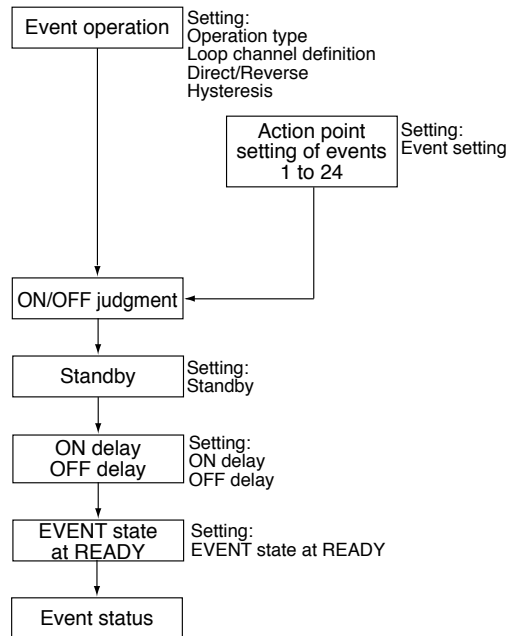 Event operation
Setting:
Operation type
Loop channel definition
Direct/Reverse
Hysteresis
Action point
setting of events
1 to 24
Setting:
Event setting
ON/OFF judgment
Standby
Setting:
Standby
ON delay
OFF delay
Setting:
ON delay
OFF delay
EVENT state
at READY
Setting:
EVENT state at READY
Event status